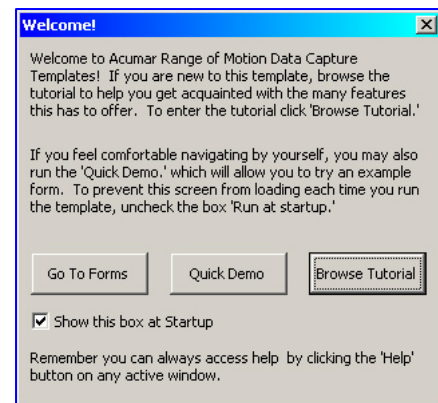 Welcome!
Welcome to Acumar Range of Motion Data Capture
Templates! If you are new to this template, browse the
tutorial to help you get acquainted with the many features
this has to offer. To enter the tutorial click 'Browse Tutorial.'
If you feel comfortable navigating by yourself, you may also
run the 'Quick Demo.' which will allow you to try an example
form. To prevent this screen from loading each time you run
the template, uncheck the box 'Run at startup.'
Go To Forms Quick Demo Browse Tutorial
Show this box at Startup
Remember you can always access help by clicking the 'Help'
button on any active window.